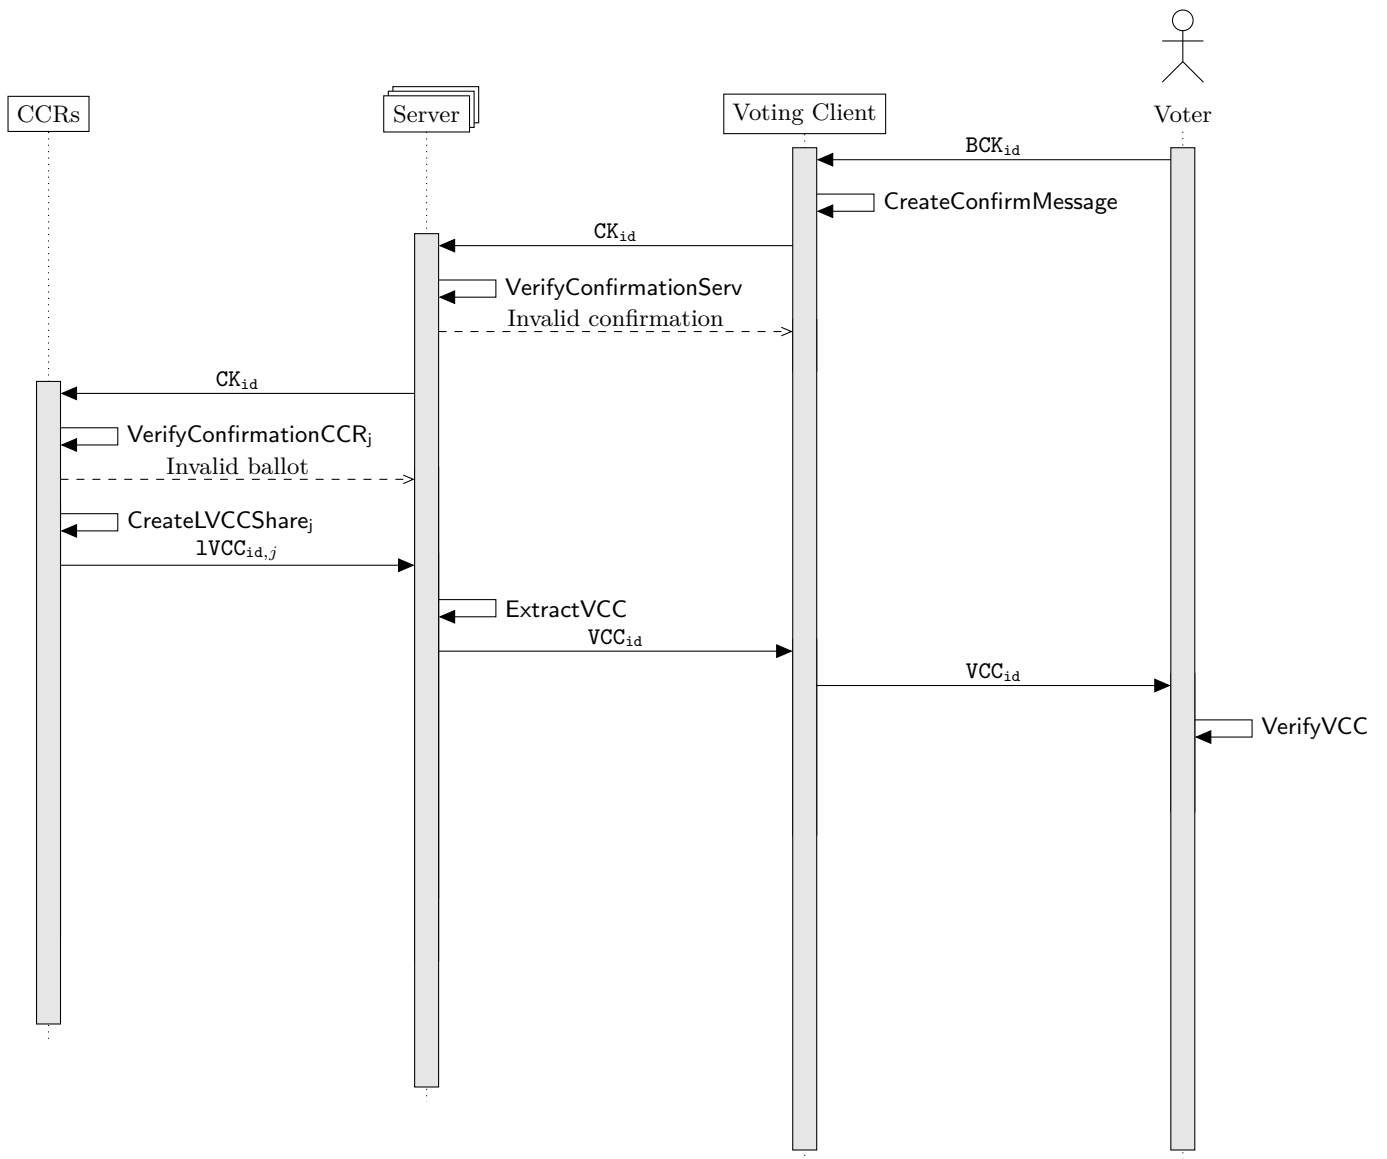 CCRs
Server
Voting Client
Voter
BCK_id
CreateConfirmMessage
CK_id
VerifyConfirmationServ
Invalid confirmation
CK_id
VerifyConfirmationCCR_j
Invalid ballot
CreateLVCCShare_j
lVCC_id,j
ExtractVCC
VCC_id
VCC_id
VerifyVCC